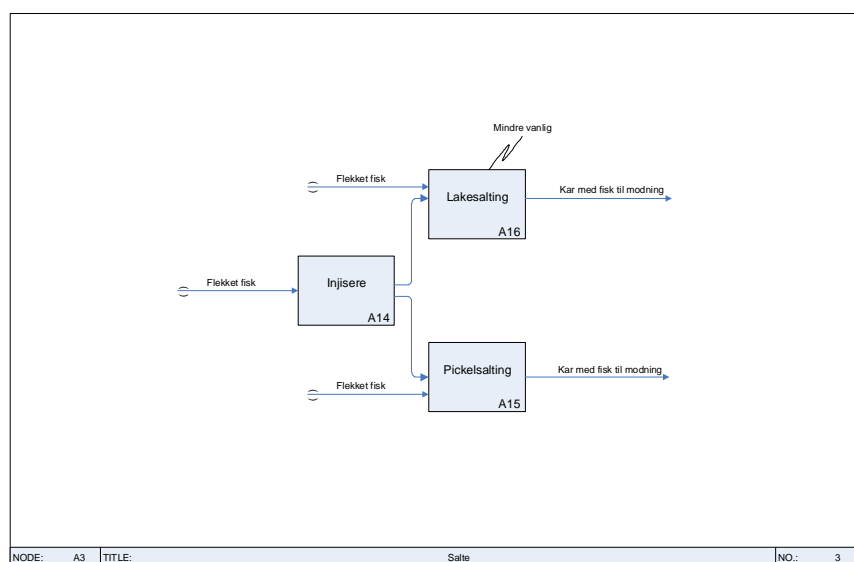 Mindre vanlig
Flekket fisk
Lakesalting
A16
Kar med fisk til modning
Flekket fisk
Injisere
A14
Pickelsalting
A15
Kar med fisk til modning
Flekket fisk
NODE: A3 TITLE: Salte NO.: 3